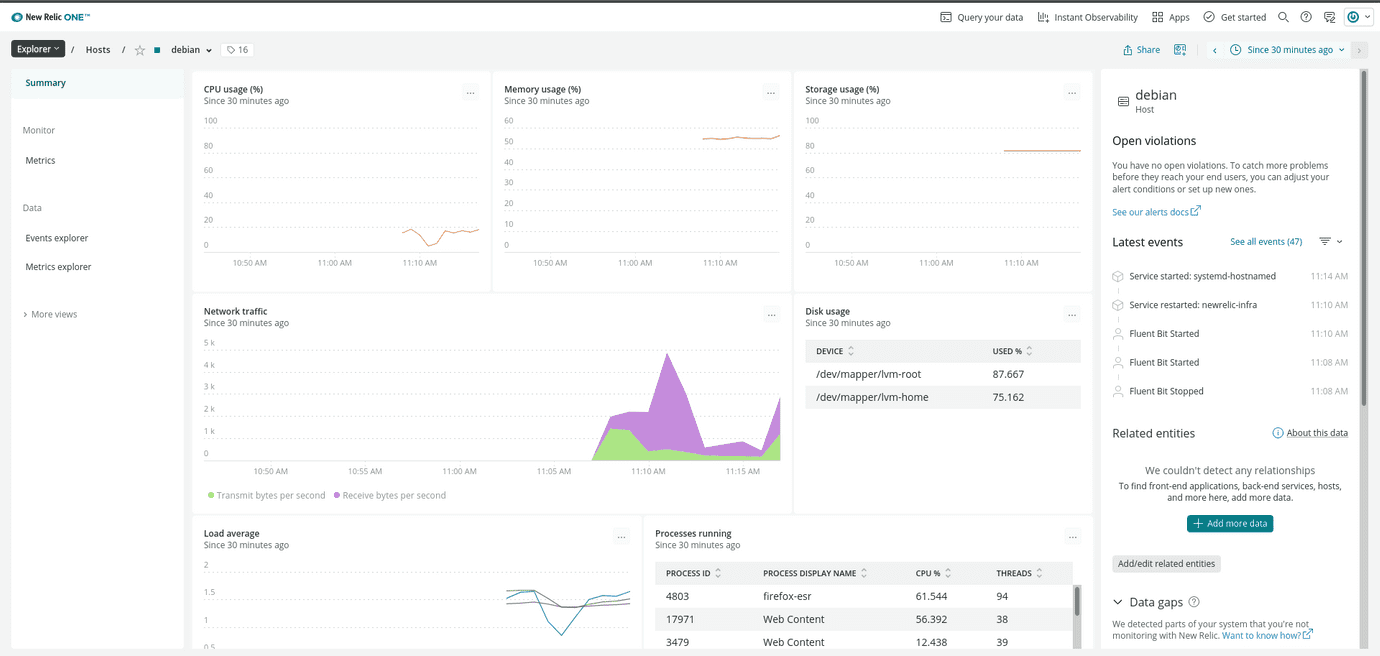 New Relic ONE™
Query your data
Instant Observability
Apps
Get started
Explorer / Hosts / debian 16
Share
Since 30 minutes ago
Summary
Monitor
Metrics
Data
Events explorer
Metrics explorer
More views
CPU usage (%)
Since 30 minutes ago
...
100
80
60
40
20
0
10:50 AM 11:00 AM 11:10 AM
Memory usage (%)
Since 30 minutes ago
...
60
50
40
30
20
10
0
10:50 AM 11:00 AM 11:10 AM
Storage usage (%)
Since 30 minutes ago
...
100
80
60
40
20
0
10:50 AM 11:00 AM 11:10 AM
Network traffic
Since 30 minutes ago
...
5 k
4 k
3 k
2 k
1 k
0
10:50 AM 10:55 AM 11:00 AM 11:05 AM 11:10 AM 11:15 AM
Transmit bytes per second Receive bytes per second
Disk usage
Since 30 minutes ago
...
DEVICE USED %
/dev/mapper/lvm-root 87.667
/dev/mapper/lvm-home 75.162
Load average
Since 30 minutes ago
...
2
1.5
1
0.5
Processes running
Since 30 minutes ago
...
PROCESS ID PROCESS DISPLAY NAME CPU % THREADS
4803 firefox-esr 61.544 94
17971 Web Content 56.392 38
3479 Web Content 12.438 39
debian
Host
Open violations
You have no open violations. To catch more problems
before they reach your end users, you can adjust your
alert conditions or set up new ones.
See our alerts docs
Latest events See all events (47)
Service started: systemd-hostnamed 11:14 AM
Service restarted: newrelic-infra 11:10 AM
Fluent Bit Started 11:10 AM
Fluent Bit Started 11:08 AM
Fluent Bit Stopped 11:08 AM
Related entities About this data
We couldn't detect any relationships
To find front-end applications, back-end services, hosts,
and more here, add more data.
+ Add more data
Add/edit related entities
Data gaps
We detected parts of your system that you're not
monitoring with New Relic. Want to know how?